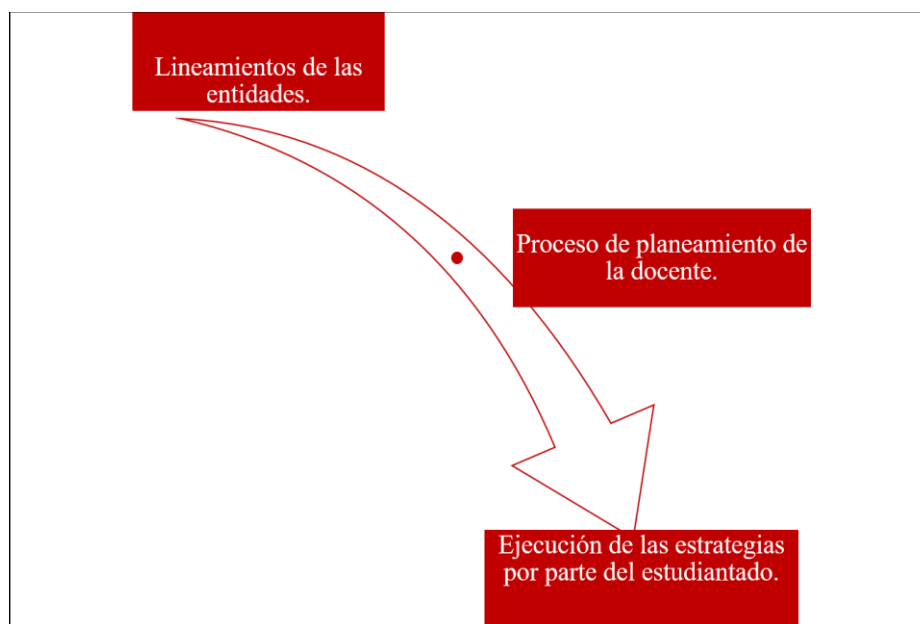 Lineamientos de las
entidades.
Proceso de planeamiento de
la docente.
Ejecución de las estrategias
por parte del estudiantado.